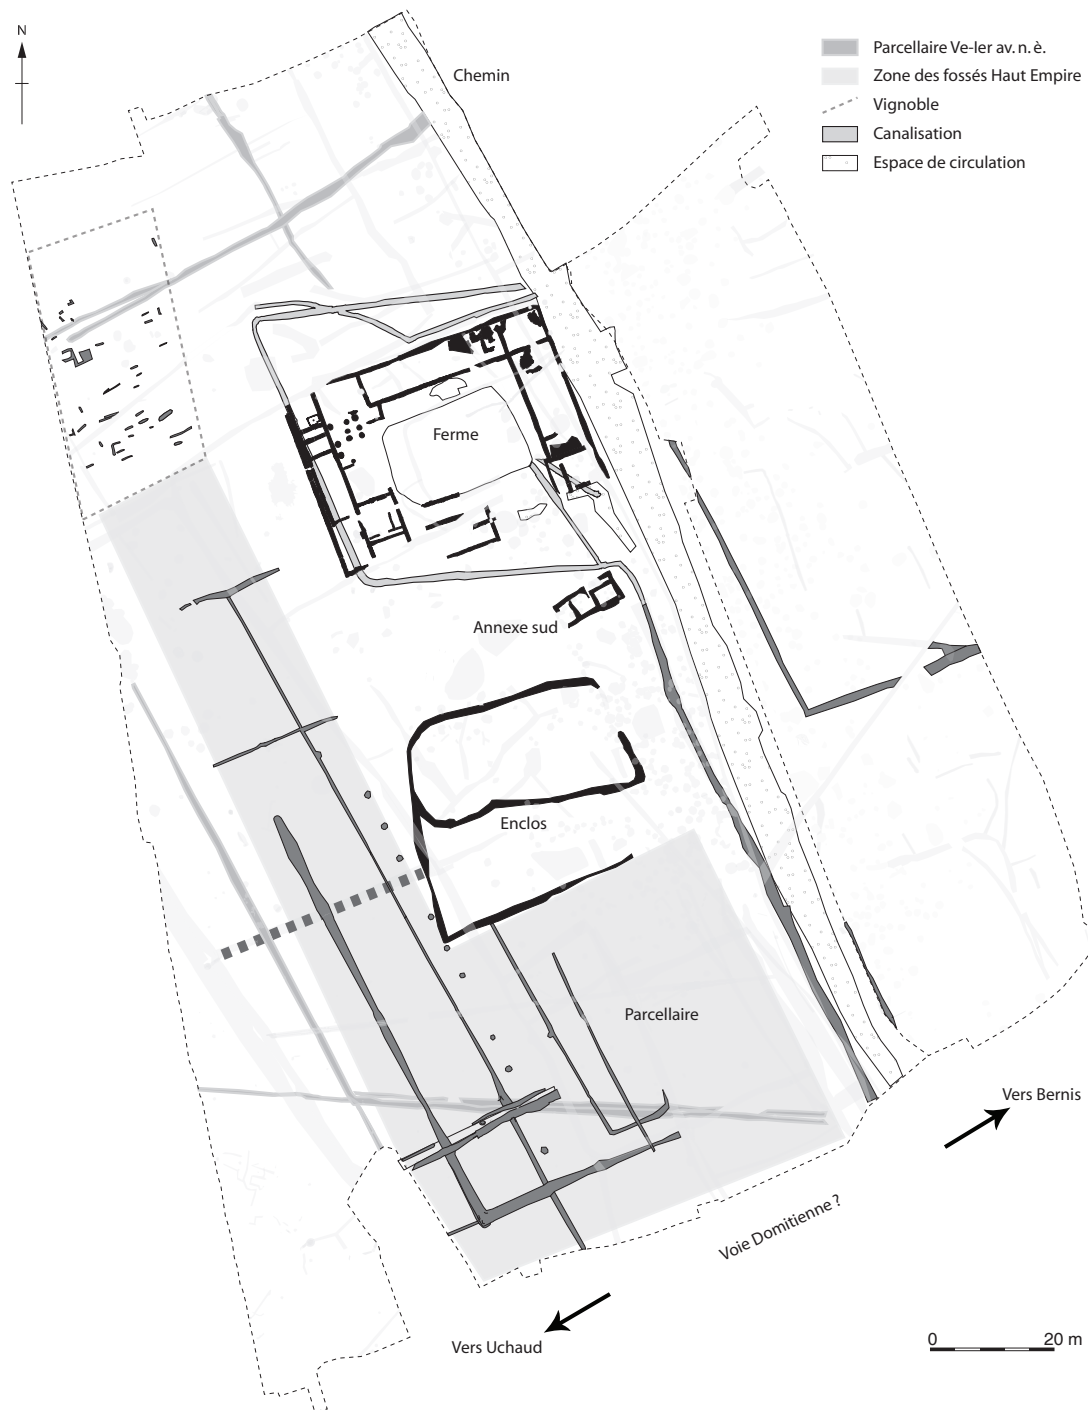 N
Chemin
Parcellaire Ve-Ier av. n. è.
Zone des fossés Haut Empire
Vignoble
Canalisation
Espace de circulation
Ferme
Annexe sud
Enclos
Parcellaire
Vers Bernis
Voie Domitienne ?
Vers Uchaud
0 20 m